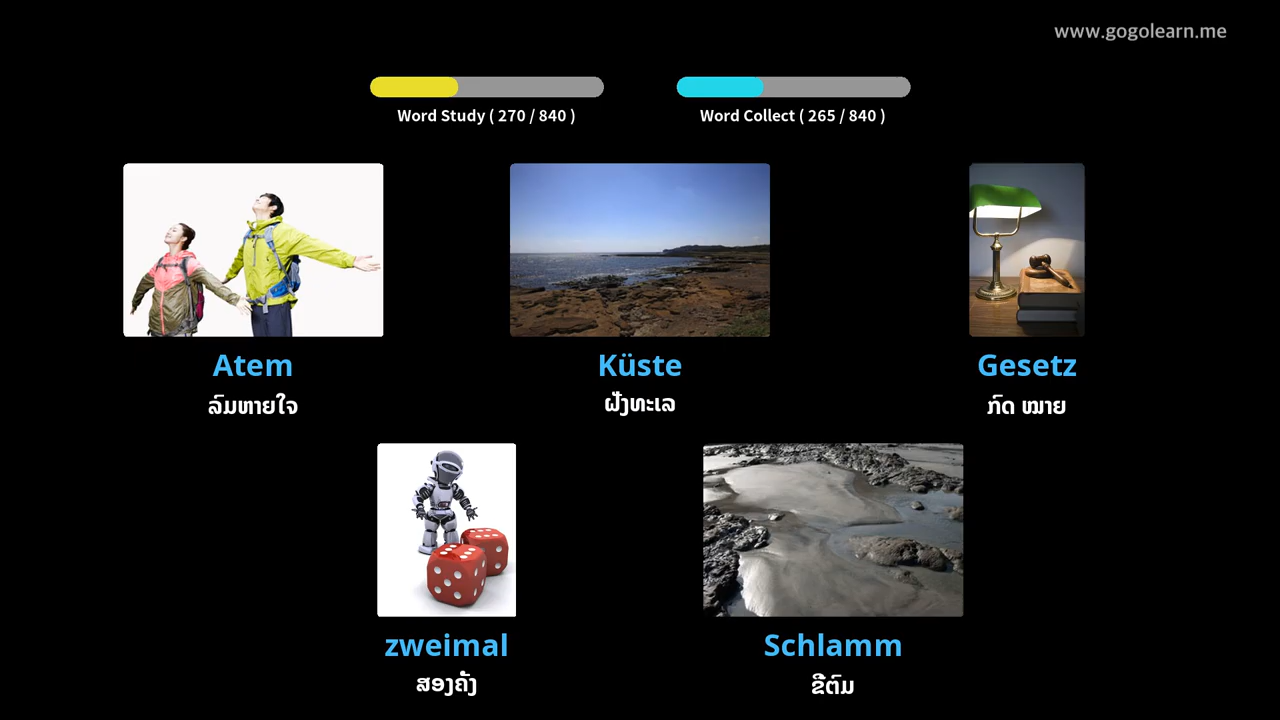 www.gogolearn.me
Word Study ( 270 / 840 )
Word Collect ( 265 / 840 )
Atem
Küste
Gesetz
ລົມຫາຍໃຈ
ຝັ່ງທະເລ
ກົດ ໝາຍ
zweimal
Schlamm
ສອງຄັ້ງ
ຂີ້ຕົມ